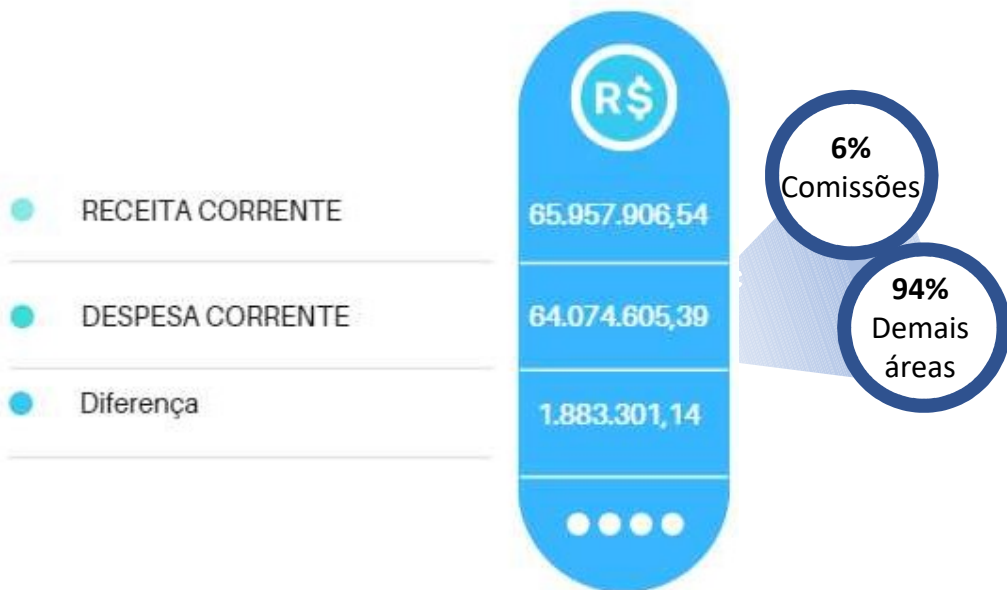 R$
RECEITA CORRENTE 65.957.906,54
DESPESA CORRENTE 64.074.605,39
Diferença 1.883.301,14
6%
Comissões
94%
Demais
áreas